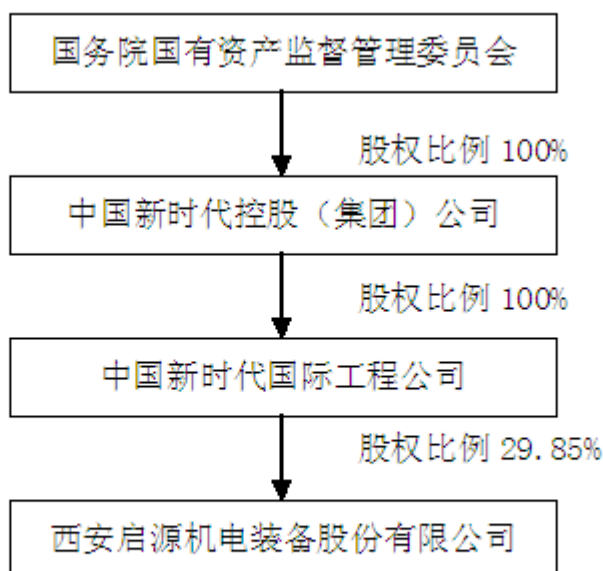 国务院国有资产监督管理委员会
股权比例 100%
中国新时代控股（集团）公司
股权比例 100%
中国新时代国际工程公司
股权比例 29.85%
西安启源机电装备股份有限公司